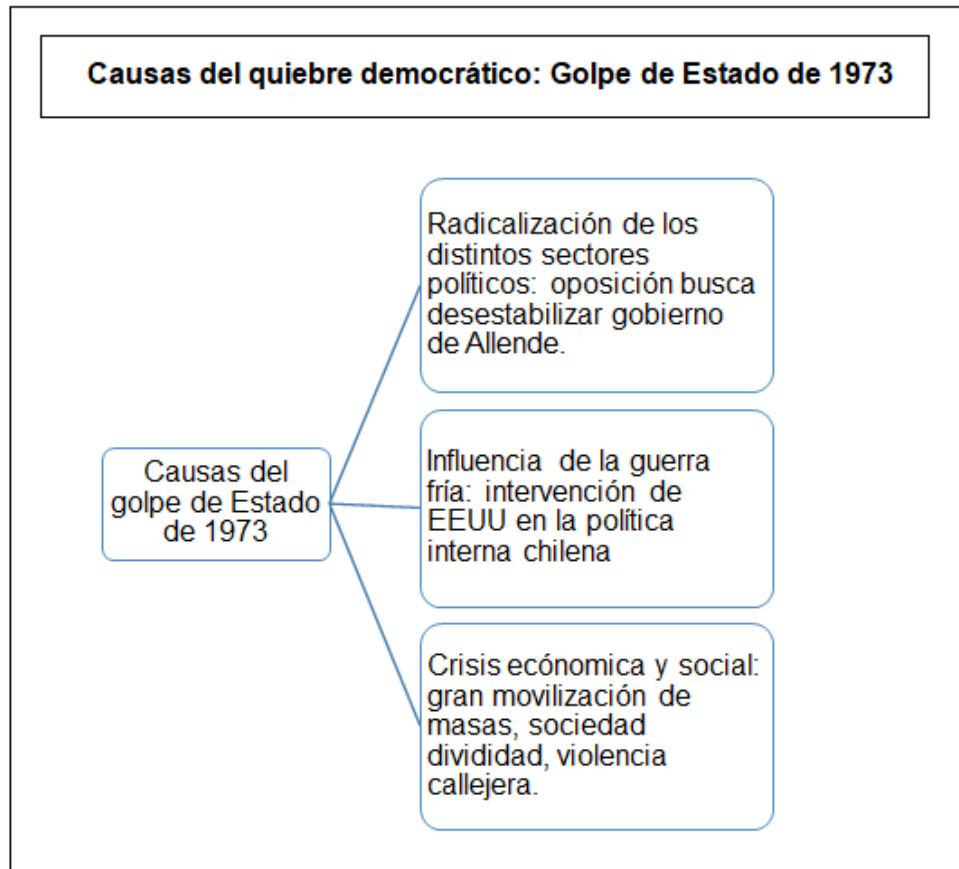 Causas del quiebre democrático: Golpe de Estado de 1973
Causas del
golpe de Estado
de 1973
Radicalización de los
distintos sectores
políticos: oposición busca
desestabilizar gobierno
de Allende.
Influencia de la guerra
fría: intervención de
EEUU en la política
interna chilena
Crisis ecónomica y social:
gran movilización de
masas, sociedad
divididad, violencia
callejera.